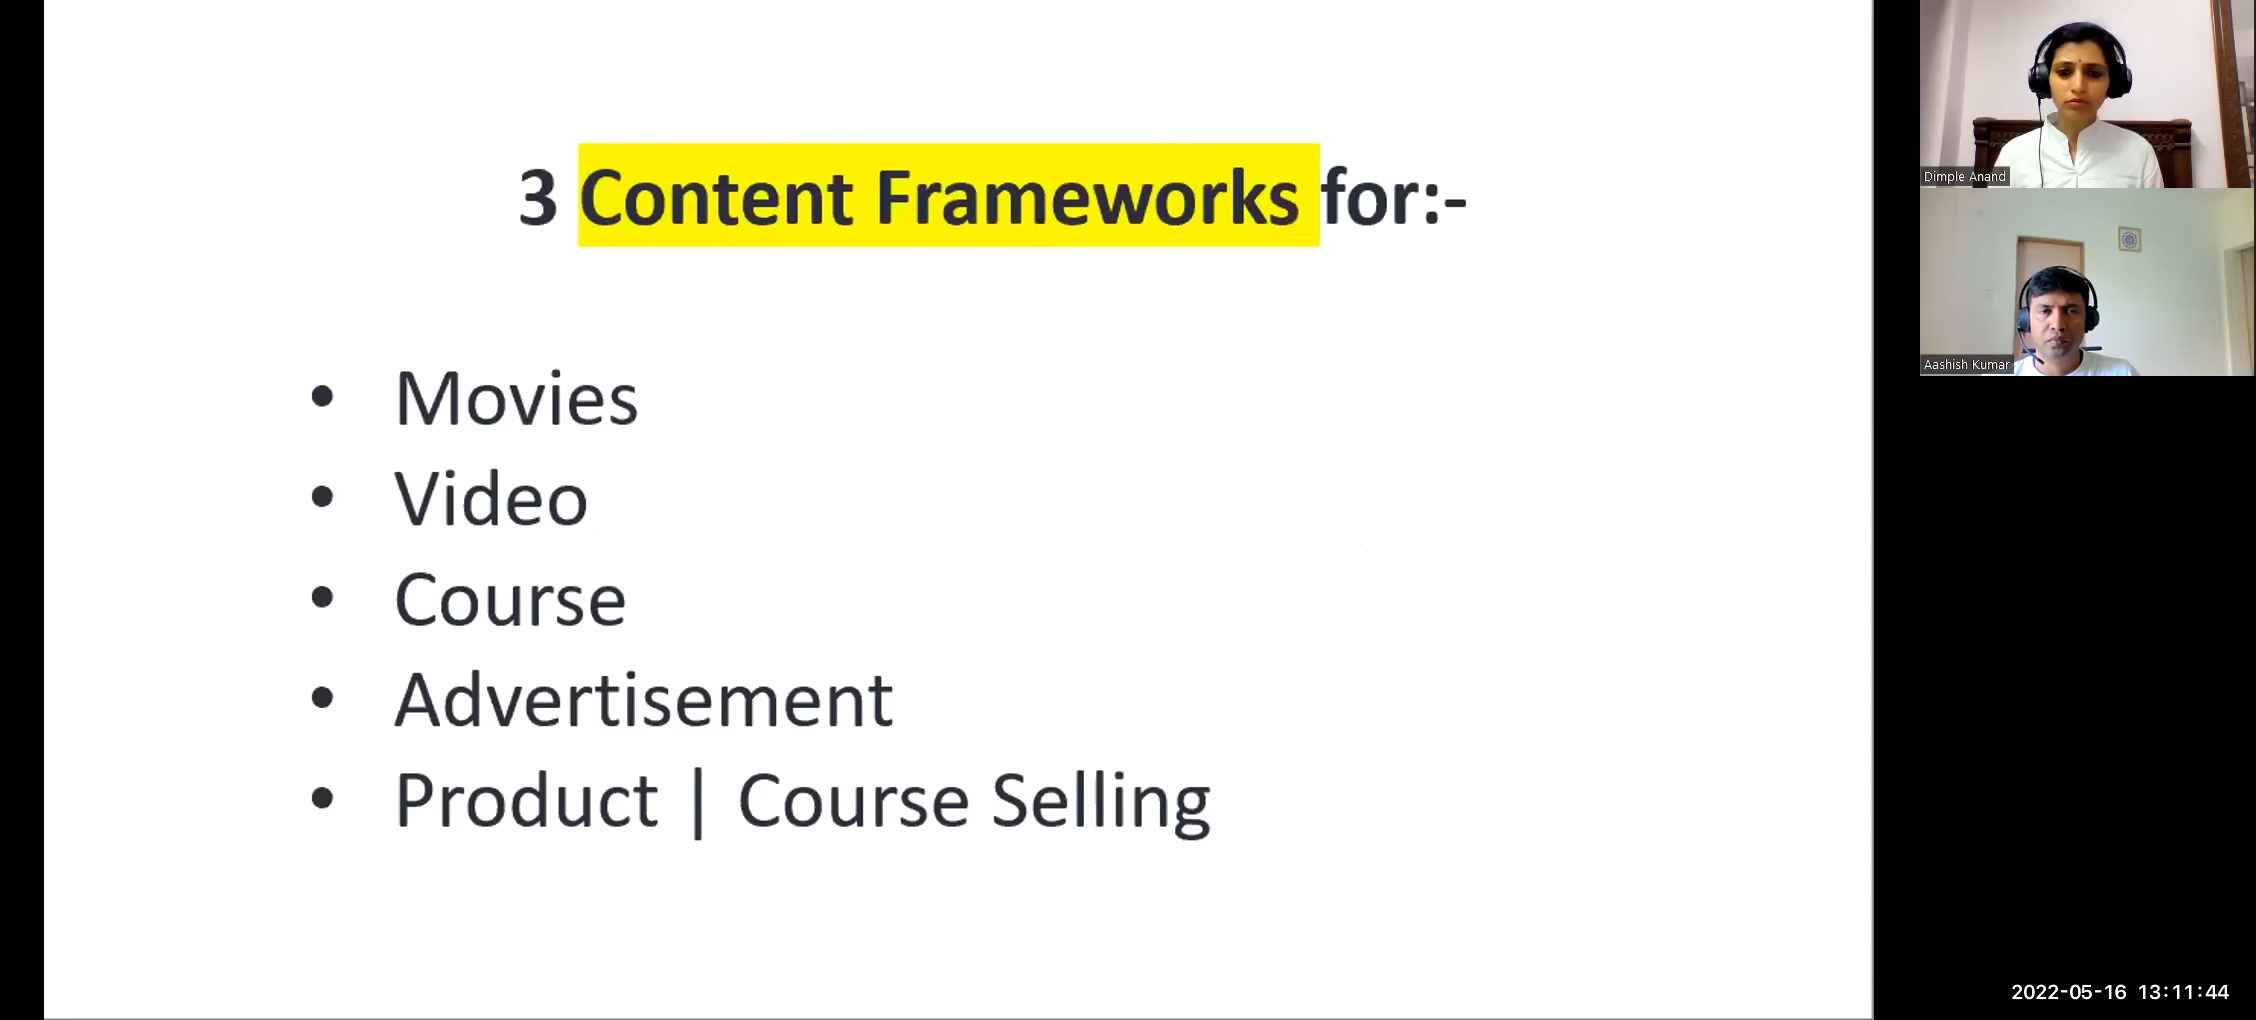 3 Content Frameworks for:-
• Movies
• Video
• Course
• Advertisement
• Product | Course Selling
Dimple Anand
Aashish Kumar
2022-05-16 13:11:44